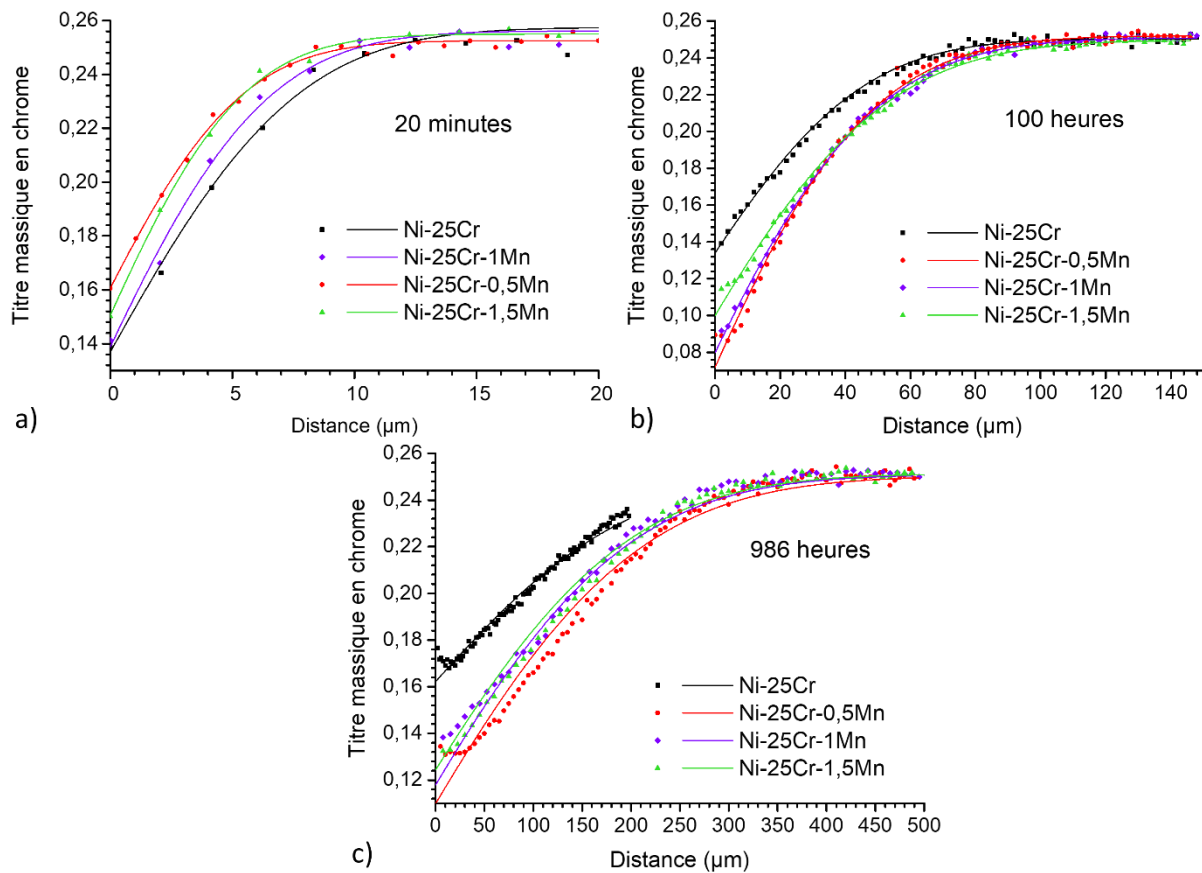 0,26
0,24
0,22
0,20
0,18
0,16
0,14
Titre massique en chrome
20 minutes
Ni-25Cr
Ni-25Cr-1Mn
Ni-25Cr-0,5Mn
Ni-25Cr-1,5Mn
0 5 10 15 20
Distance (µm)
a)
0,26
0,24
0,22
0,20
0,18
0,16
0,14
0,12
0,10
0,08
Titre massique en chrome
100 heures
Ni-25Cr
Ni-25Cr-0,5Mn
Ni-25Cr-1Mn
Ni-25Cr-1,5Mn
0 20 40 60 80 100 120 140
Distance (µm)
b)
0,26
0,24
0,22
0,20
0,18
0,16
0,14
0,12
Titre massique en chrome
986 heures
Ni-25Cr
Ni-25Cr-0,5Mn
Ni-25Cr-1Mn
Ni-25Cr-1,5Mn
0 50 100 150 200 250 300 350 400 450 500
Distance (µm)
c)